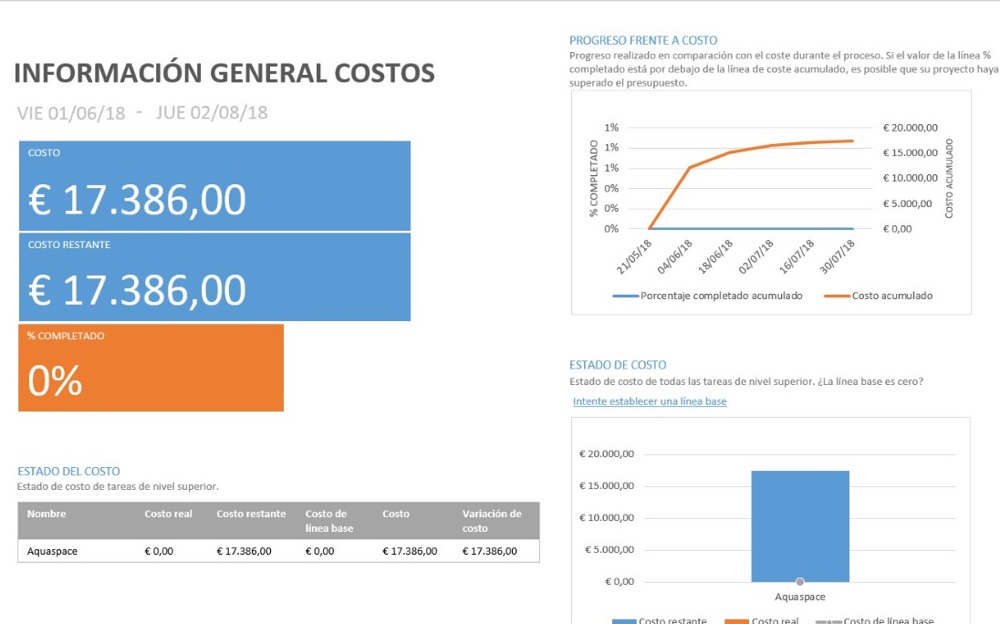 INFORMACIÓN GENERAL COSTOS
VIE 01/06/18 - JUE 02/08/18
COSTO
€ 17.386,00
COSTO RESTANTE
€ 17.386,00
% COMPLETADO
0%
ESTADO DEL COSTO
Estado de costo de tareas de nivel superior.
Nombre Costo real Costo restante Costo de línea base Costo Variación de costo
Aquaspace € 0,00 € 17.386,00 € 0,00 € 17.386,00 € 17.386,00
PROGRESO FRENTE A COSTO
Progreso realizado en comparación con el coste durante el proceso. Si el valor de la línea %
completado está por debajo de la línea de coste acumulado, es posible que su proyecto haya
superado el presupuesto.
% COMPLETADO
1%
1%
1%
0%
0%
0%
€ 20.000,00
€ 15.000,00
€ 10.000,00
€ 5.000,00
€ 0,00
COSTO ACUMULADO
21/05/18 04/06/18 18/06/18 02/07/18 16/07/18 30/07/18
Porcentaje completado acumulado Costo acumulado
ESTADO DE COSTO
Estado de costo de todas las tareas de nivel superior. ¿La línea base es cero?
Intente establecer una línea base
€ 20.000,00
€ 15.000,00
€ 10.000,00
€ 5.000,00
€ 0,00
Aquaspace
Costo restante Costo real Costo de línea base